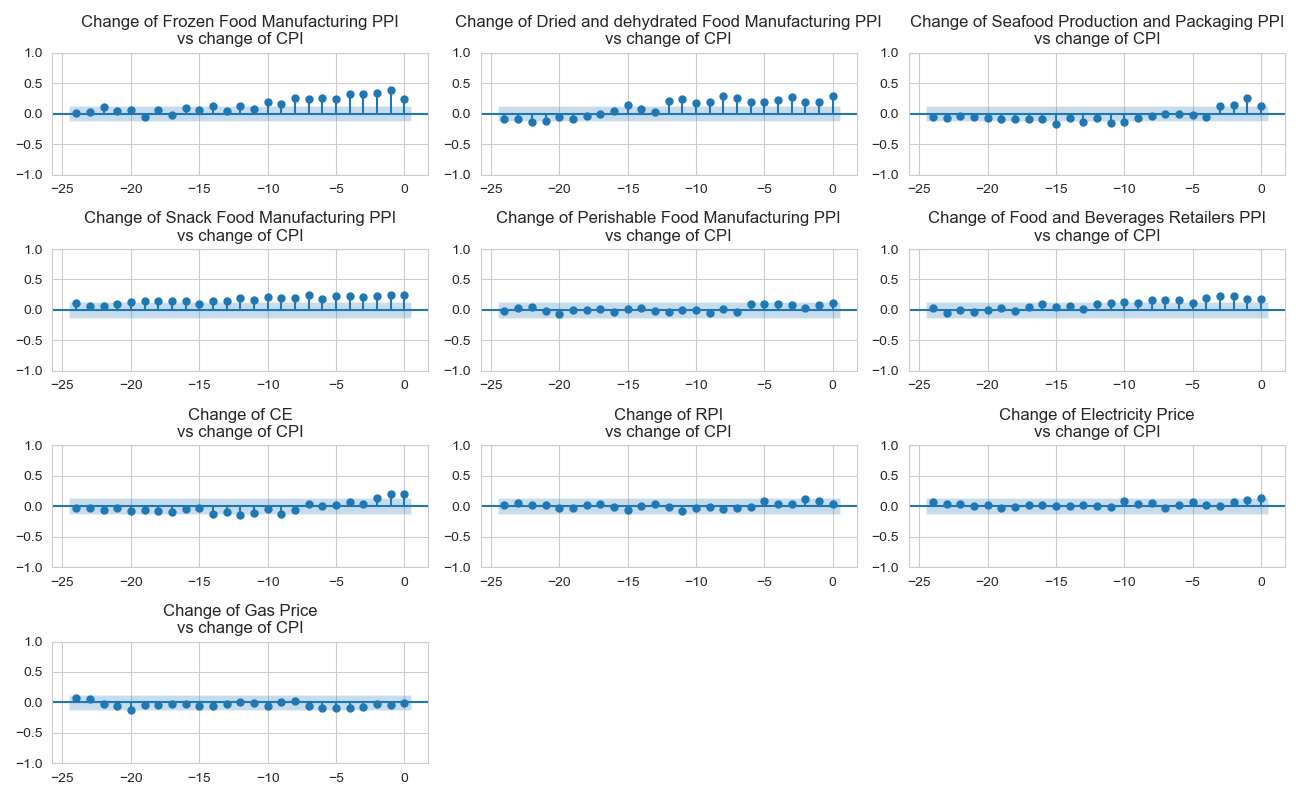 Change of Frozen Food Manufacturing PPI
vs change of CPI
1.0
0.5
0.0
−0.5
−1.0
−25 −20 −15 −10 −5 0
Change of Dried and dehydrated Food Manufacturing PPI
vs change of CPI
1.0
0.5
0.0
−0.5
−1.0
−25 −20 −15 −10 −5 0
Change of Seafood Production and Packaging PPI
vs change of CPI
1.0
0.5
0.0
−0.5
−1.0
−25 −20 −15 −10 −5 0
Change of Snack Food Manufacturing PPI
vs change of CPI
1.0
0.5
0.0
−0.5
−1.0
−25 −20 −15 −10 −5 0
Change of Perishable Food Manufacturing PPI
vs change of CPI
1.0
0.5
0.0
−0.5
−1.0
−25 −20 −15 −10 −5 0
Change of Food and Beverages Retailers PPI
vs change of CPI
1.0
0.5
0.0
−0.5
−1.0
−25 −20 −15 −10 −5 0
Change of CE
vs change of CPI
1.0
0.5
0.0
−0.5
−1.0
−25 −20 −15 −10 −5 0
Change of RPI
vs change of CPI
1.0
0.5
0.0
−0.5
−1.0
−25 −20 −15 −10 −5 0
Change of Electricity Price
vs change of CPI
1.0
0.5
0.0
−0.5
−1.0
−25 −20 −15 −10 −5 0
Change of Gas Price
vs change of CPI
1.0
0.5
0.0
−0.5
−1.0
−25 −20 −15 −10 −5 0